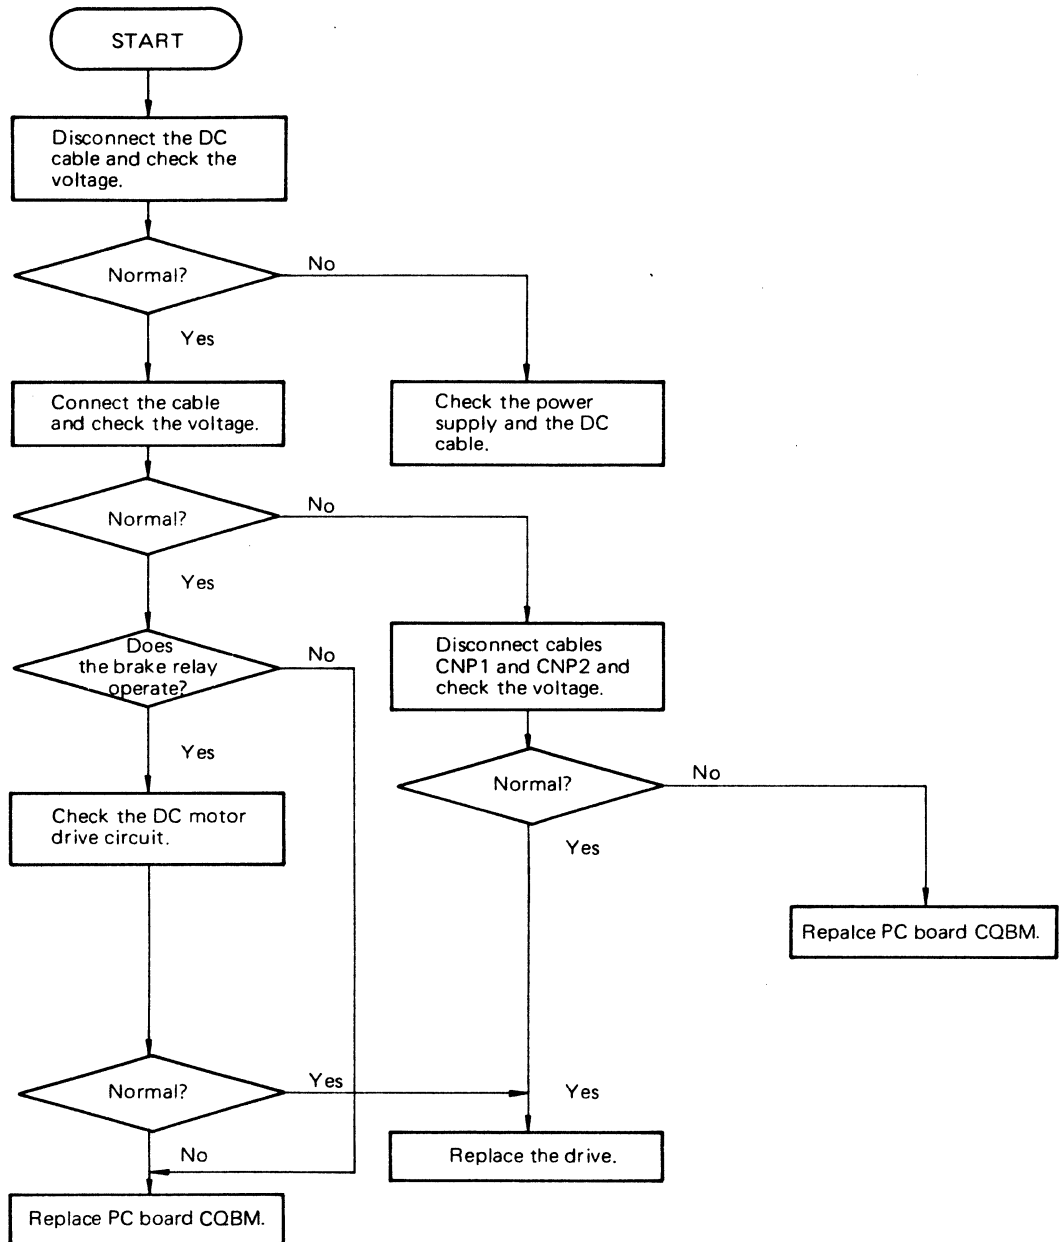 START
Disconnect the DC
cable and check the
voltage.
Normal?
No
Yes
Connect the cable
and check the voltage.
Check the power
supply and the DC
cable.
Normal?
No
Yes
Does
the brake relay
operate?
No
Disconnect cables
CNP1 and CNP2 and
check the voltage.
Yes
Normal?
No
Check the DC motor
drive circuit.
Yes
Repalce PC board CQBM.
Normal?
Yes
Yes
No
Replace the drive.
Replace PC board CQBM.